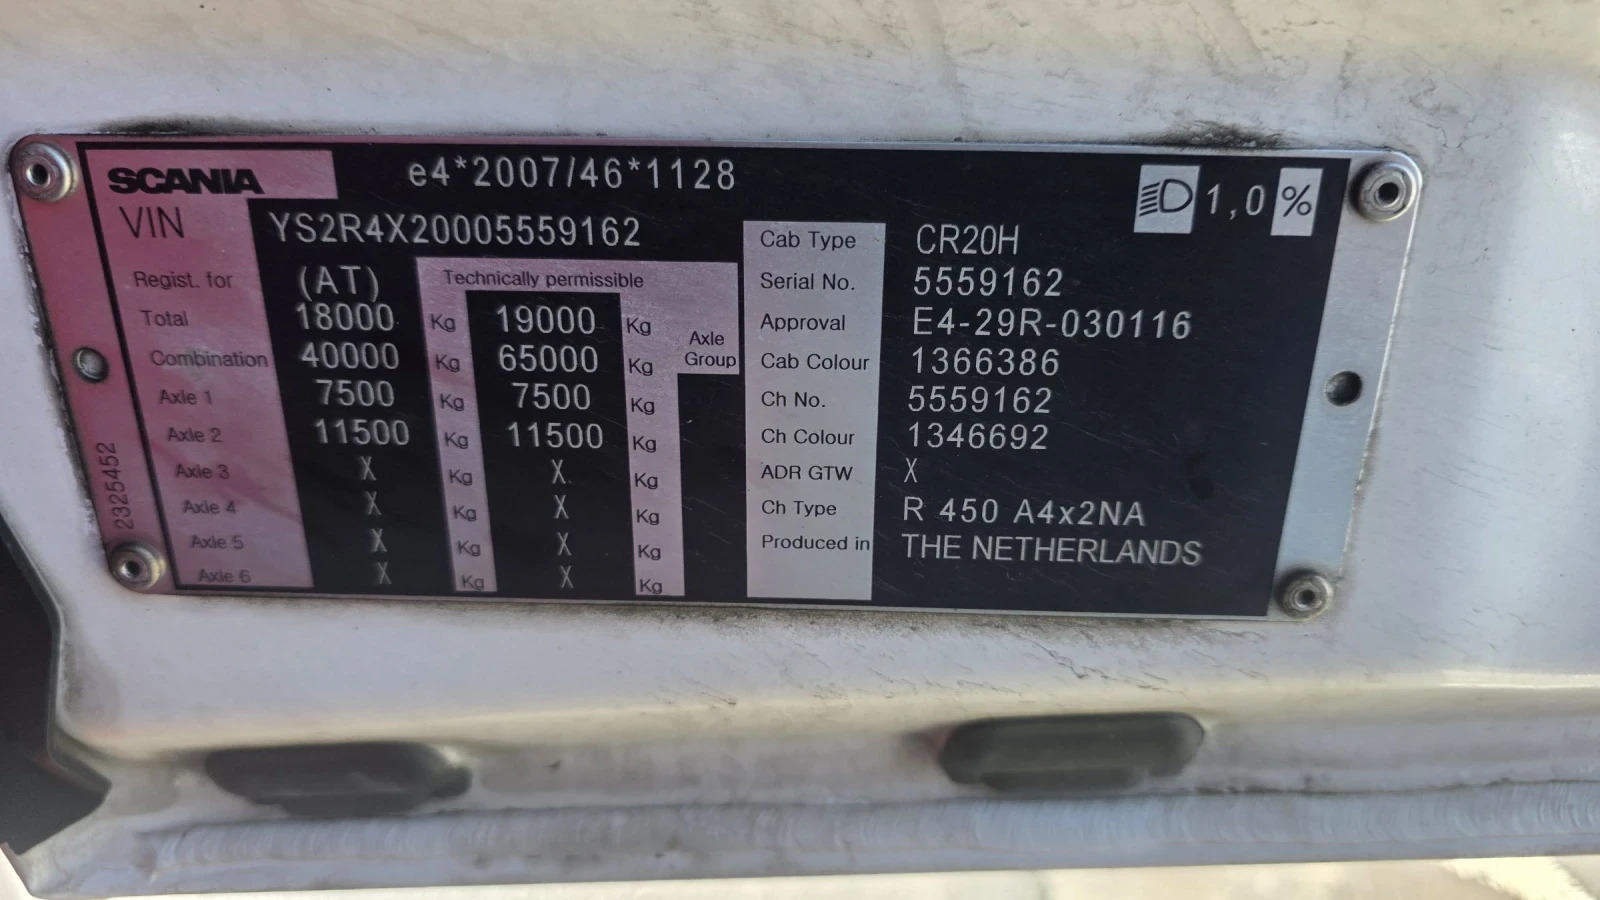 SCANIA e4*2007/46*1128 1,0 %
VIN YS2R4X20005559162
Regist. for (AT) Technically permissible
Total 18000 Kg 19000 Kg
Combination 40000 Kg 65000 Kg Axle Group
Axle 1 7500 Kg 7500 Kg
Axle 2 11500 Kg 11500 Kg
Axle 3 X Kg X Kg
Axle 4 X Kg X Kg
Axle 5 X Kg X Kg
Axle 6 X Kg X Kg
2325452
Cab Type CR20H
Serial No. 5559162
Approval E4-29R-030116
Cab Colour 1366386
Ch No. 5559162
Ch Colour 1346692
ADR GTW X
Ch Type R 450 A4x2NA
Produced in THE NETHERLANDS